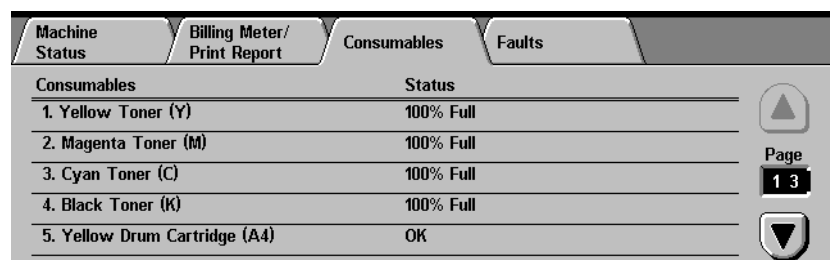 Machine Status
Billing Meter/ Print Report
Consumables
Faults
Consumables Status
1. Yellow Toner (Y) 100% Full
2. Magenta Toner (M) 100% Full
3. Cyan Toner (C) 100% Full
4. Black Toner (K) 100% Full
5. Yellow Drum Cartridge (A4) OK
Page
1 3